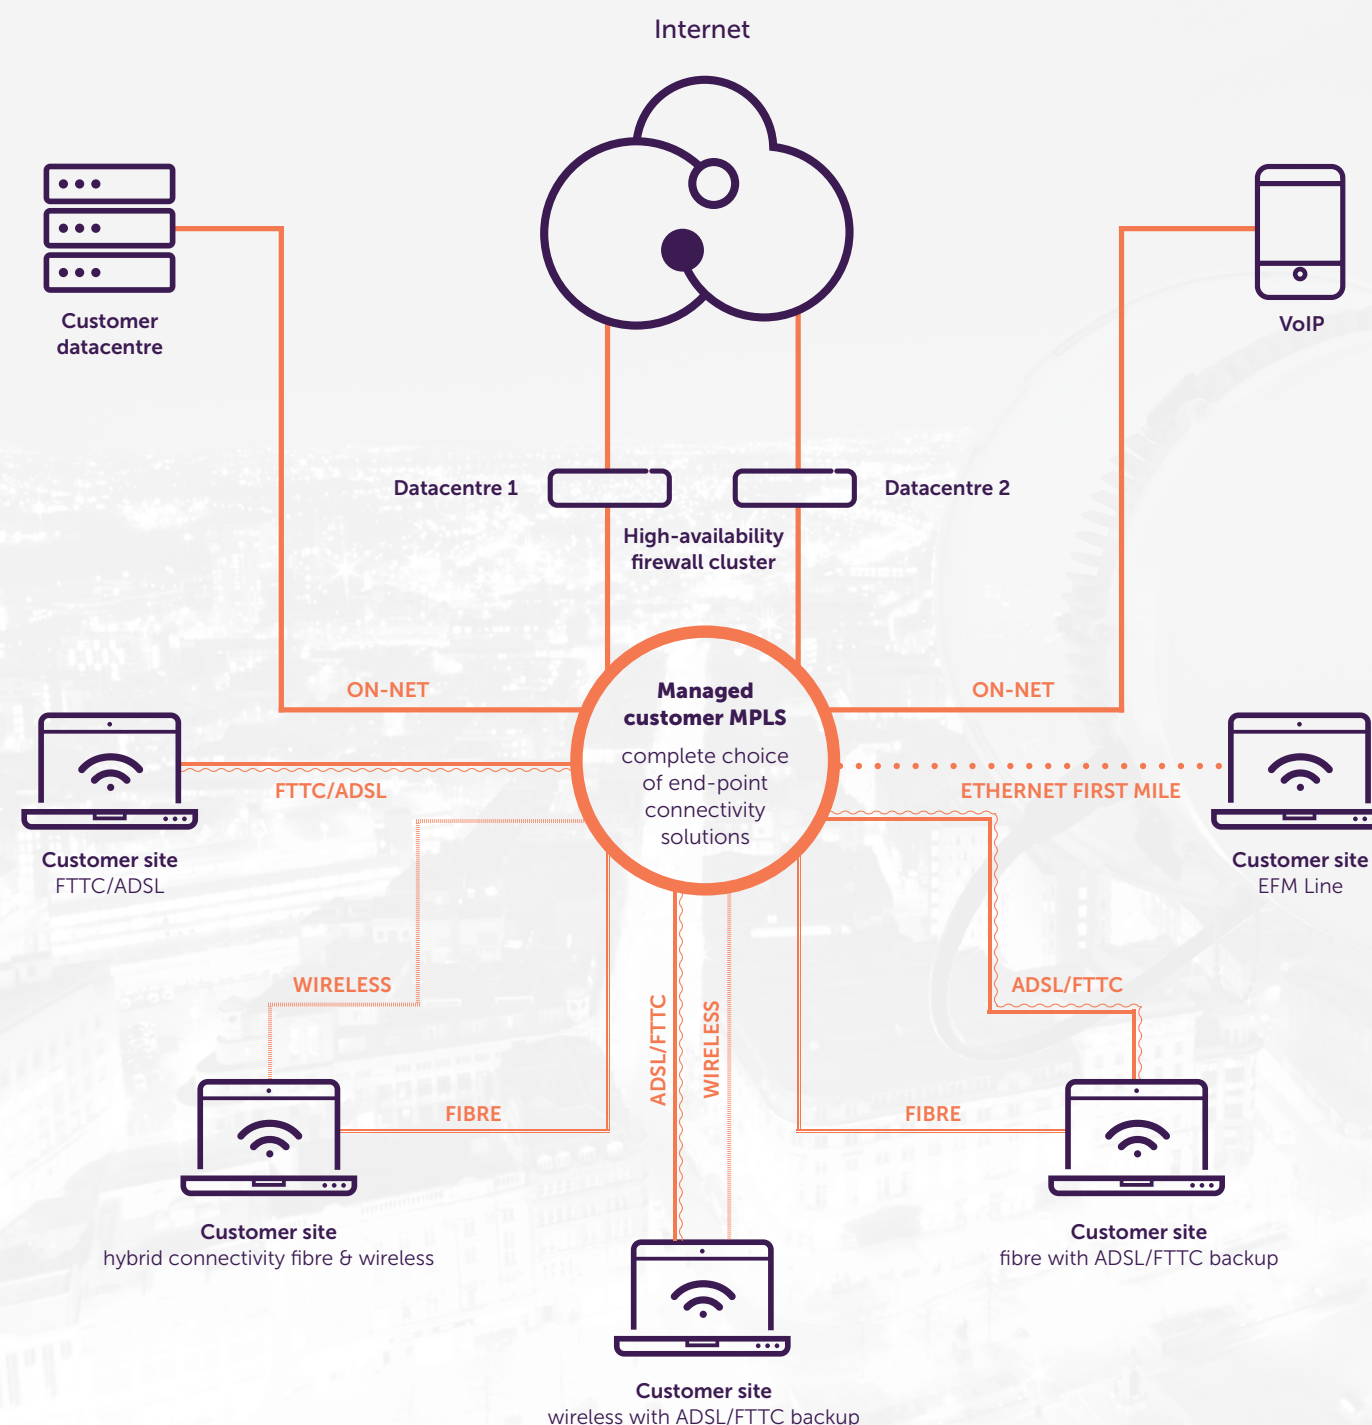 Internet
Customer
datacentre
VoIP
Datacentre 1
Datacentre 2
High-availability
firewall cluster
ON-NET
ON-NET
Managed
customer MPLS
complete choice
of end-point
connectivity
solutions
FTTC/ADSL
ETHERNET FIRST MILE
Customer site
FTTC/ADSL
Customer site
EFM Line
WIRELESS
ADSL/FTTC
ADSL/FTTC
WIRELESS
FIBRE
FIBRE
Customer site
hybrid connectivity fibre & wireless
Customer site
fibre with ADSL/FTTC backup
Customer site
wireless with ADSL/FTTC backup